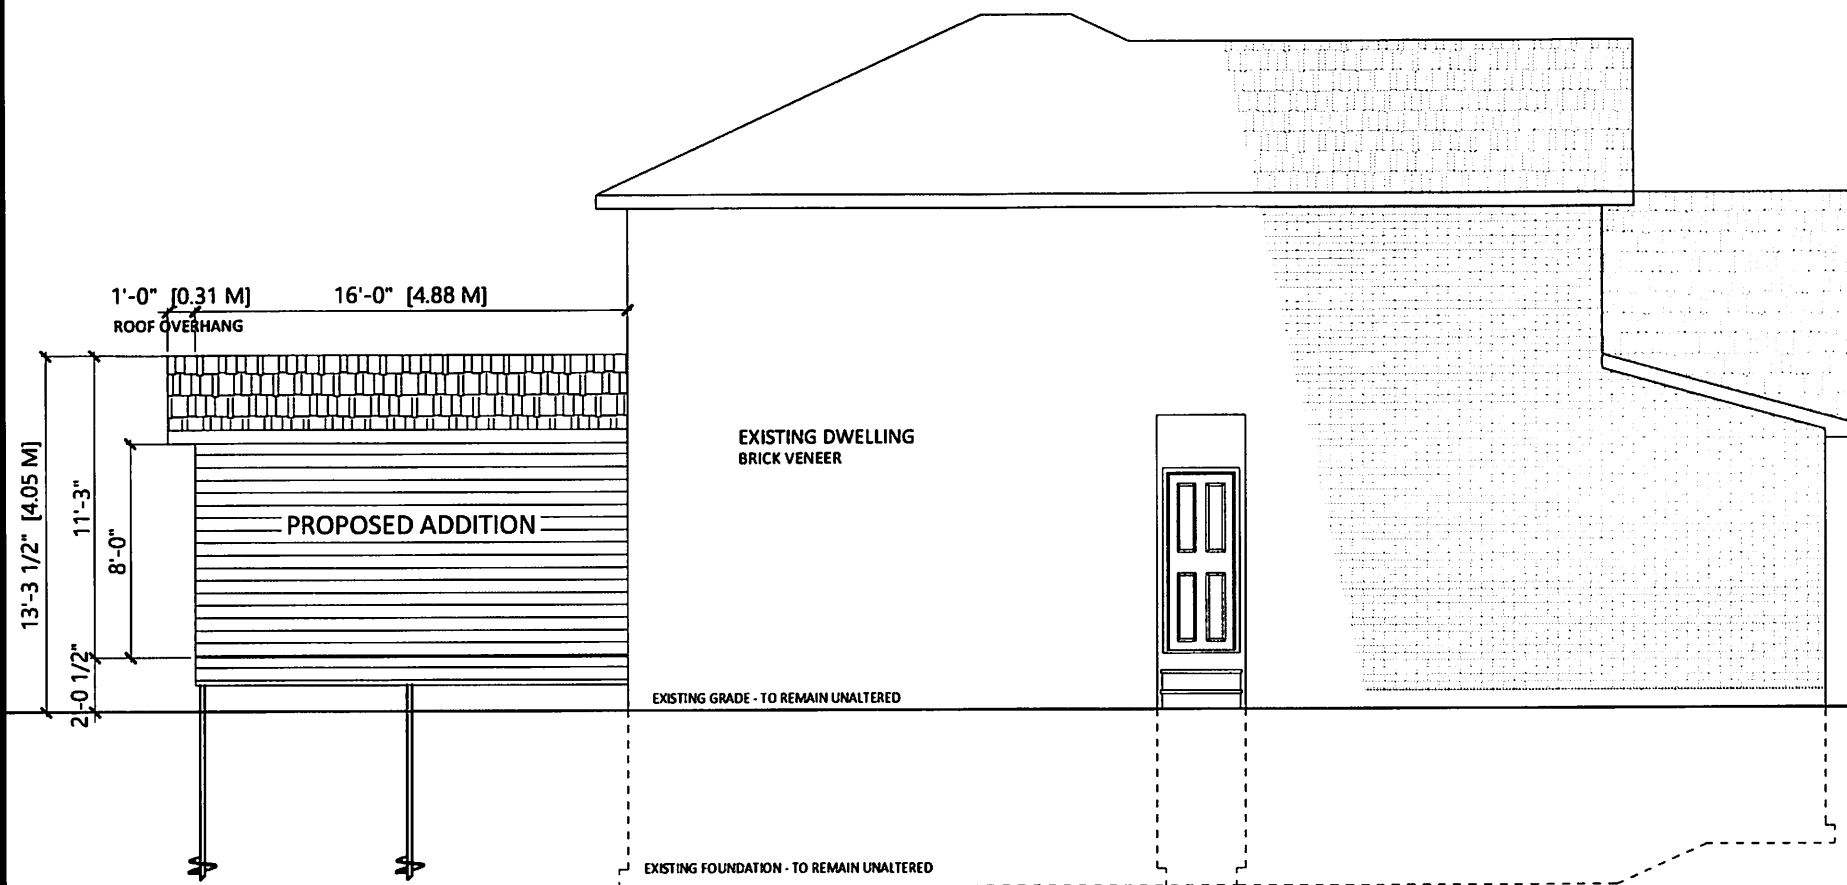 1'-0" [0.31 M]
16'-0" [4.88 M]
ROOF OVERHANG
13'-3 1/2" [4.05 M]
11'-3"
8'-0"
2'-0 1/2"
PROPOSED ADDITION
EXISTING DWELLING
BRICK VENEER
EXISTING GRADE - TO REMAIN UNALTERED
EXISTING FOUNDATION - TO REMAIN UNALTERED